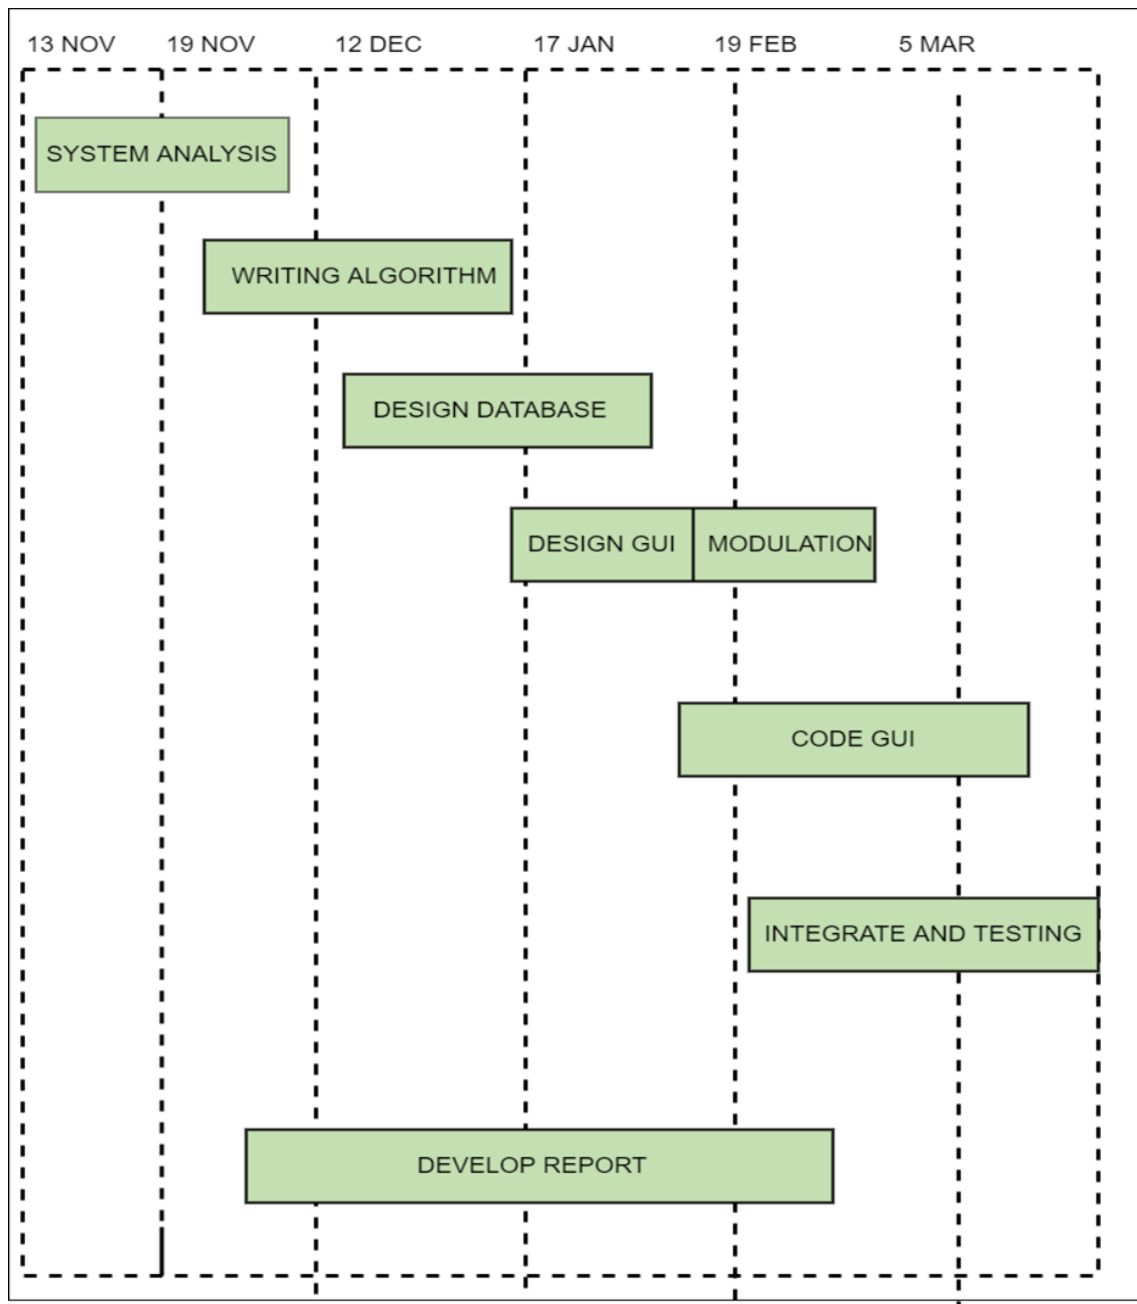 13 NOV 19 NOV 12 DEC 17 JAN 19 FEB 5 MAR
SYSTEM ANALYSIS
WRITING ALGORITHM
DESIGN DATABASE
DESIGN GUI MODULATION
CODE GUI
INTEGRATE AND TESTING
DEVELOP REPORT